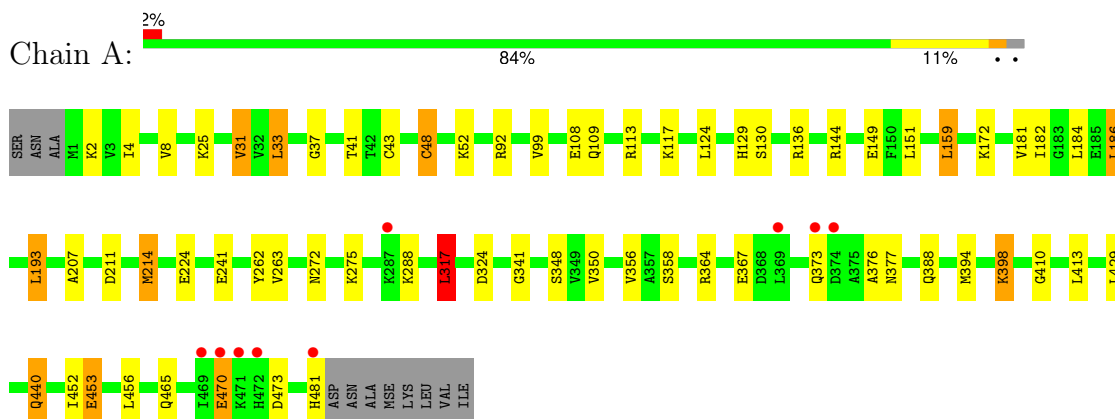 2%
Chain A:
84% 11% • •
SER ASN ALA M1 K2 V3 I4 V8 K25 V31 V32 L33 G37 T41 T42 C43 C48 K52 R92 V99 E108 Q109 R113 K117 L124 H129 S130 R136 R144 E149 F150 L151 L159 K172 V181 I182 G183 L184 E185 L186
L193 A207 D211 M214 E224 E241 Y262 V263 N272 K275 K287 K288 L317 D324 G341 S348 V349 V350 V356 A357 S358 R364 E367 D368 L369 Q373 D374 A375 A376 N377 Q388 M394 K398 G410 L413
Q440 I452 E453 L456 Q465 I469 E470 K471 H472 D473 H481 ASP ASN ALA MSE LYS LEU VAL ILE